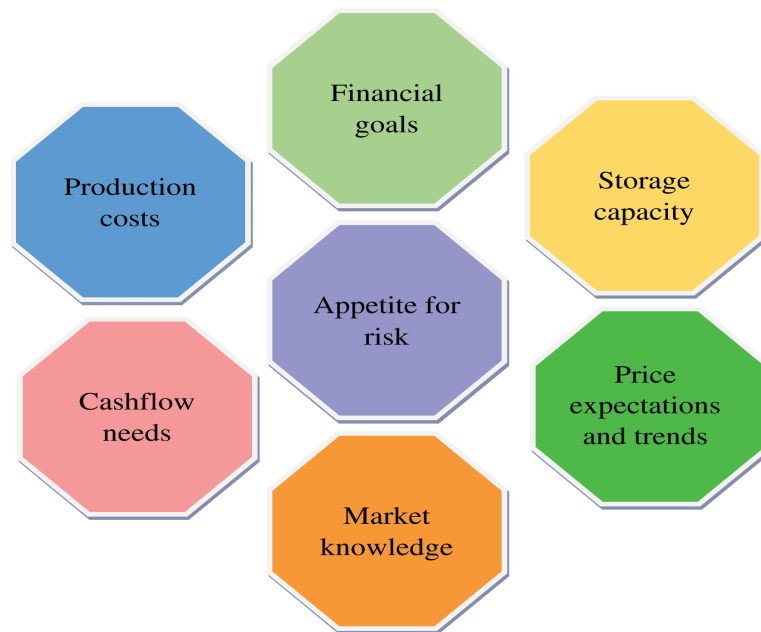 Financial
goals
Production
costs
Storage
capacity
Appetite for
risk
Cashflow
needs
Price
expectations
and trends
Market
knowledge